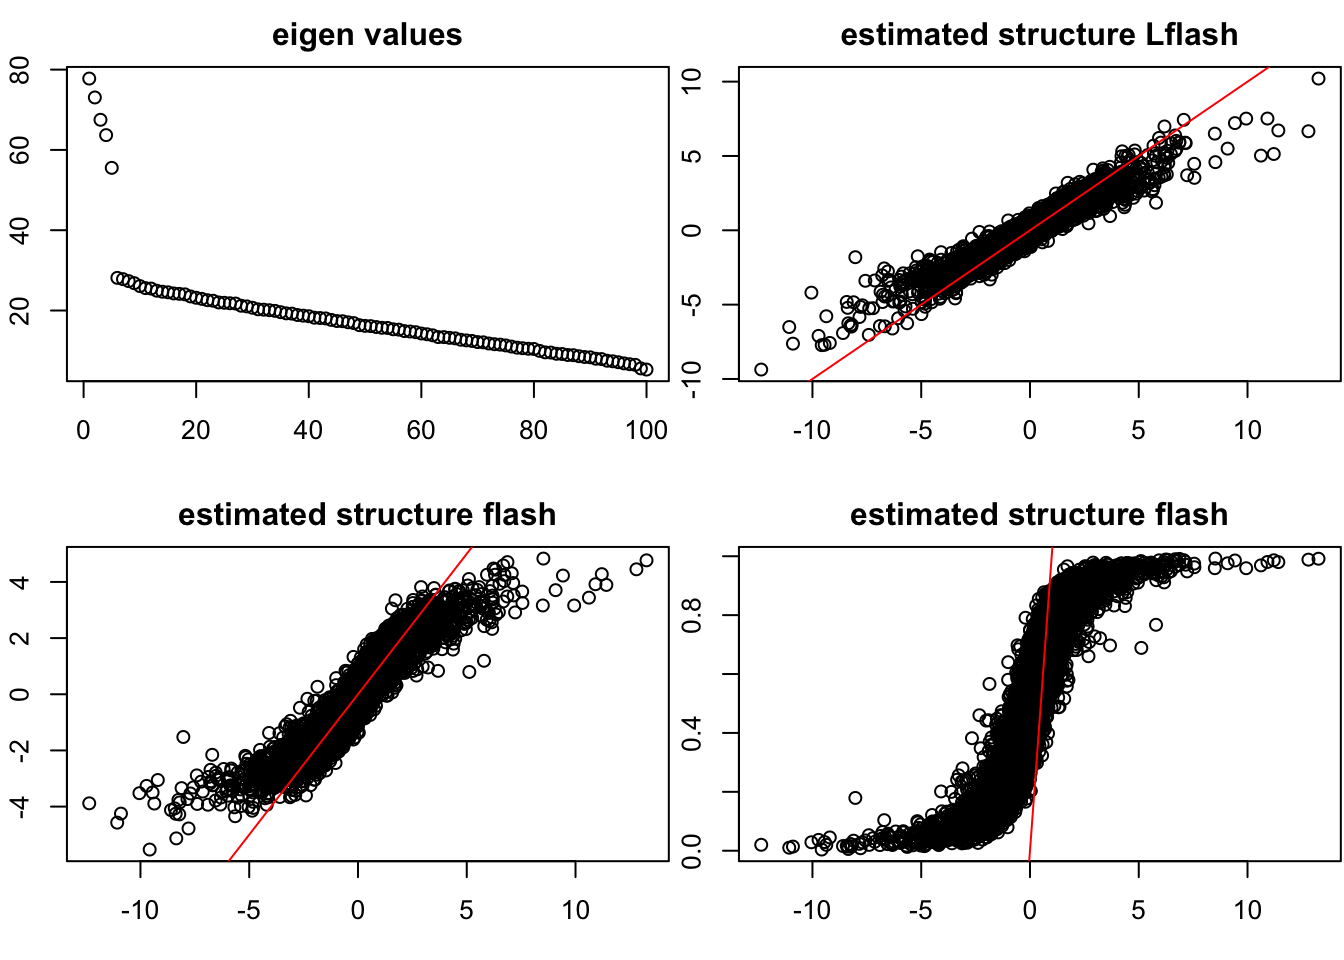 eigen values
80
60
40
20
0 20 40 60 80 100
estimated structure Lflash
10
5
0
-5
-10
-10 -5 0 5 10
estimated structure flash
4
2
0
-2
-4
-10 -5 0 5 10
estimated structure flash
0.8
0.4
0.0
-10 -5 0 5 10